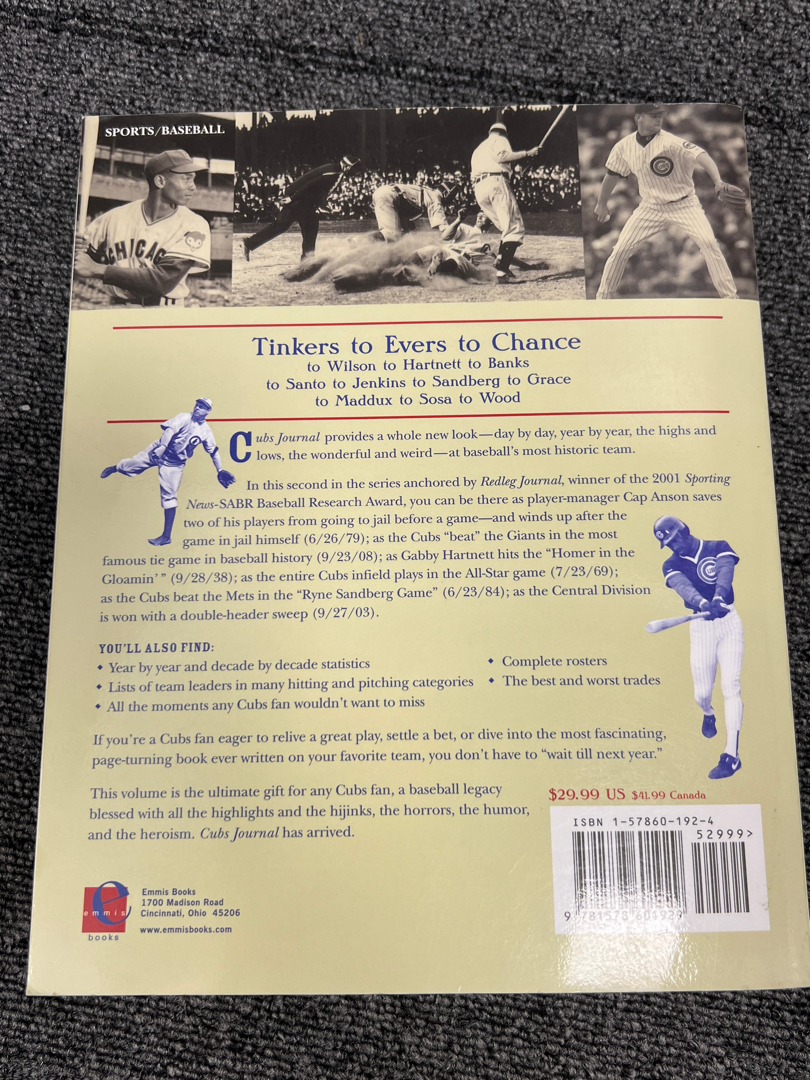 SPORTS/BASEBALL
CHICAG
Tinkers to Evers to Chance
to Wilson to Hartnett to Banks
to Santo to Jenkins to Sandberg to Grace
to Maddux to Sosa to Wood
Cubs Journal provides a whole new look—day by day, year by year, the highs and
lows, the wonderful and weird—at baseball's most historic team.
In this second in the series anchored by Redleg Journal, winner of the 2001 Sporting
News-SABR Baseball Research Award, you can be there as player-manager Cap Anson saves
two of his players from going to jail before a game—and winds up after the
game in jail himself (6/26/79); as the Cubs "beat" the Giants in the most
famous tie game in baseball history (9/23/08); as Gabby Hartnett hits the "Homer in the
Gloamin' " (9/28/38); as the entire Cubs infield plays in the All-Star game (7/23/69);
as the Cubs beat the Mets in the "Ryne Sandberg Game" (6/23/84); as the Central Division
is won with a double-header sweep (9/27/03).
YOU'LL ALSO FIND:
◆ Year by year and decade by decade statistics
◆ Lists of team leaders in many hitting and pitching categories
◆ All the moments any Cubs fan wouldn't want to miss
◆ Complete rosters
◆ The best and worst trades
If you're a Cubs fan eager to relive a great play, settle a bet, or dive into the most fascinating,
page-turning book ever written on your favorite team, you don't have to "wait till next year."
This volume is the ultimate gift for any Cubs fan, a baseball legacy
blessed with all the highlights and the hijinks, the horrors, the humor,
and the heroism. Cubs Journal has arrived.
$29.99 US $41.99 Canada
ISBN 1-57860-192-4
52999>
9 781578 601929
e
emmis
books
Emmis Books
1700 Madison Road
Cincinnati, Ohio 45206
www.emmisbooks.com